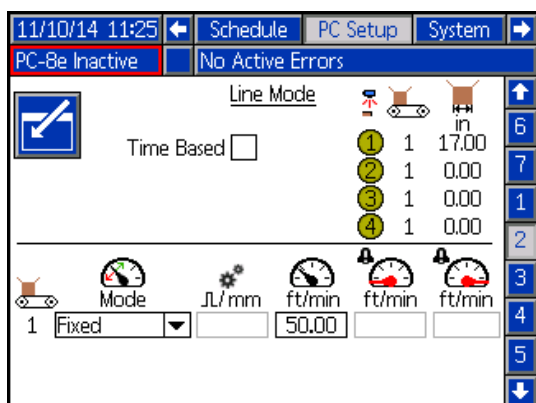 11/10/14 11:25 Schedule PC Setup System
PC-8e Inactive No Active Errors
Line Mode
in
Time Based
1 1 17.00
2 1 0.00
3 1 0.00
4 1 0.00
6
7
1
2
3
4
5
Mode ⎍/mm ft/min ft/min ft/min
1 Fixed 50.00